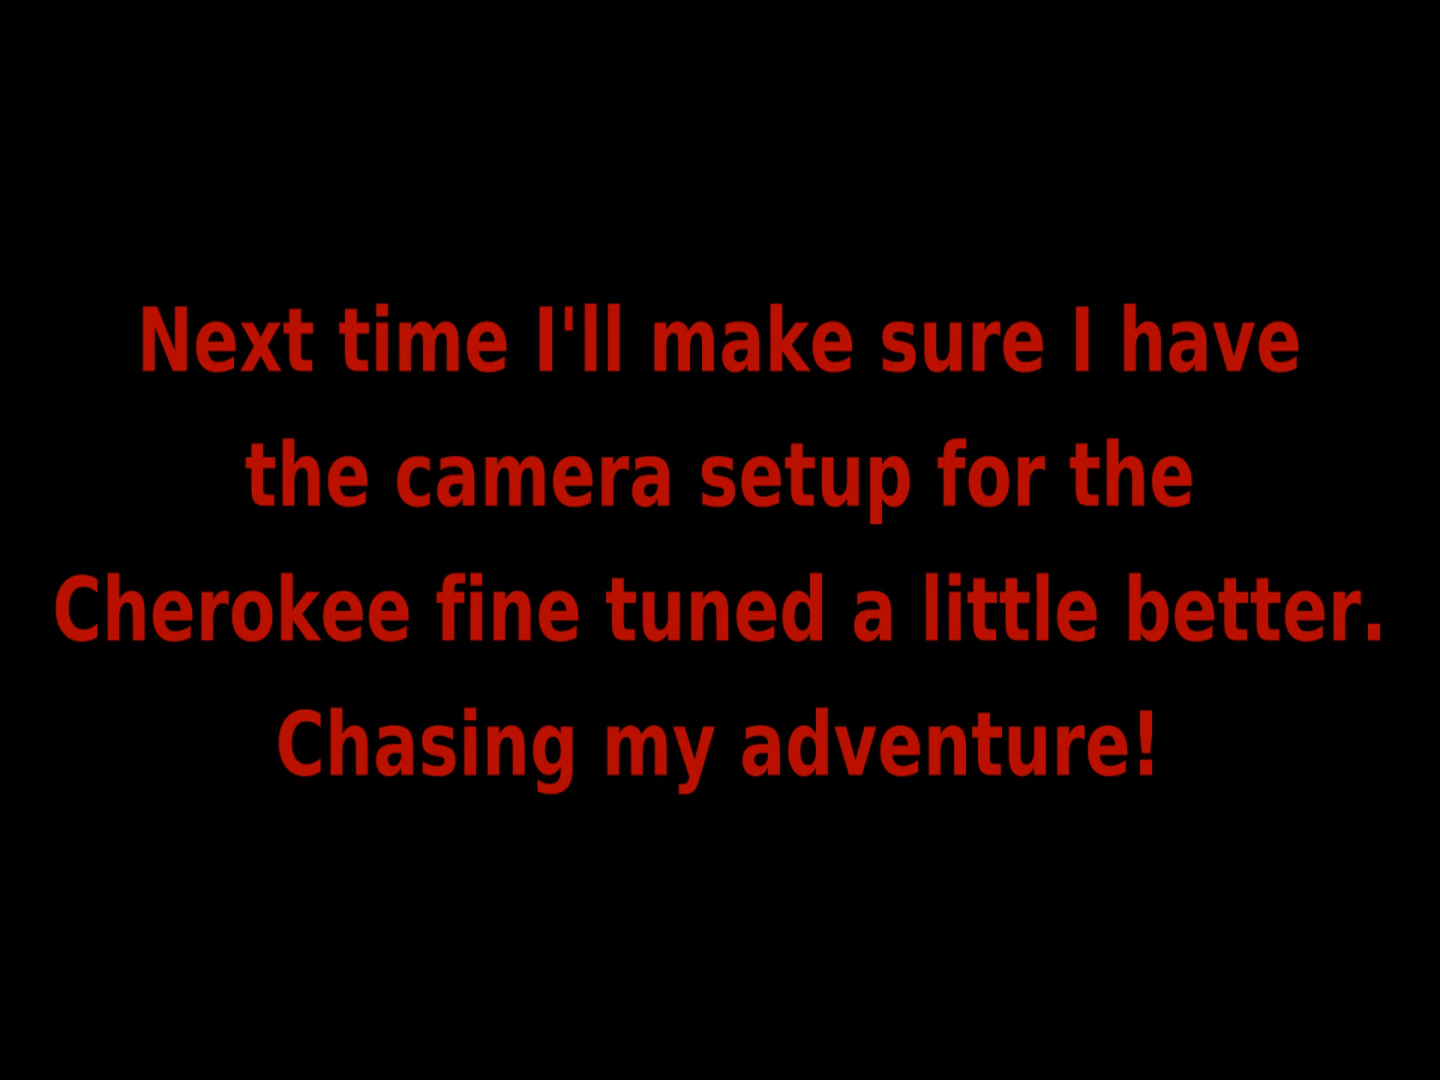 Next time I'll make sure I have
the camera setup for the
Cherokee fine tuned a little better.
Chasing my adventure!